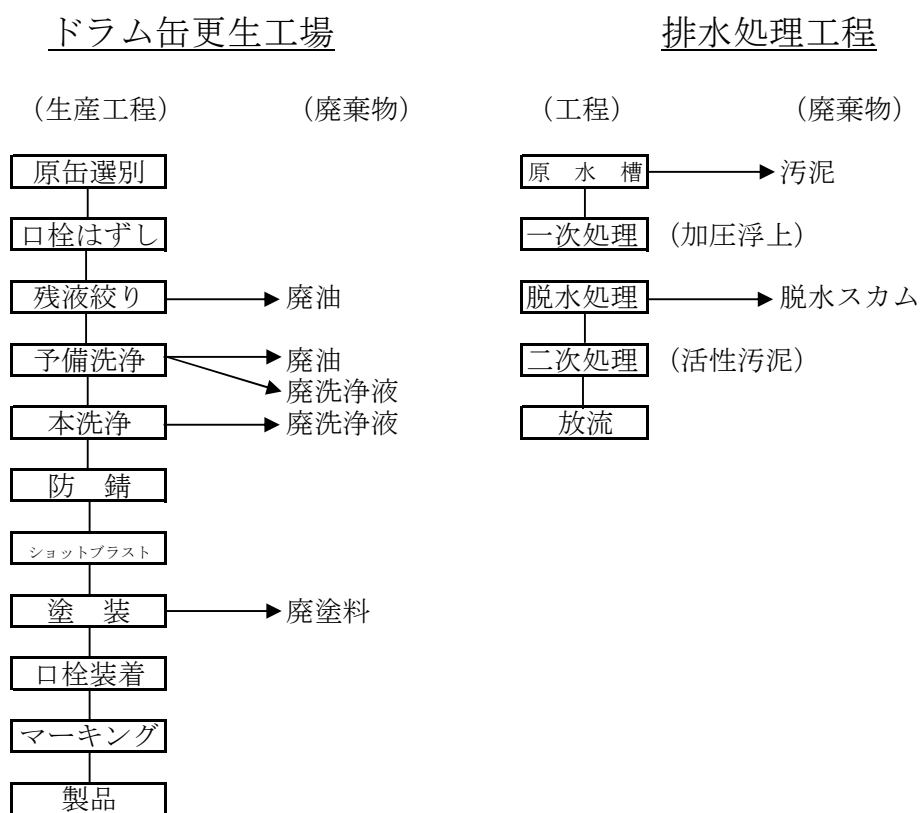 ドラム缶更生工場
(生産工程)
(廃棄物)
原缶選別
口栓はずし
残液絞り
廃油
予備洗浄
廃油
廃洗浄液
本洗浄
廃洗浄液
防 錆
ショットブラスト
塗 装
廃塗料
口栓装着
マーキング
製品
排水処理工程
(工程)
(廃棄物)
原 水 槽
汚泥
一次処理
(加圧浮上)
脱水処理
脱水スカム
二次処理
(活性汚泥)
放流